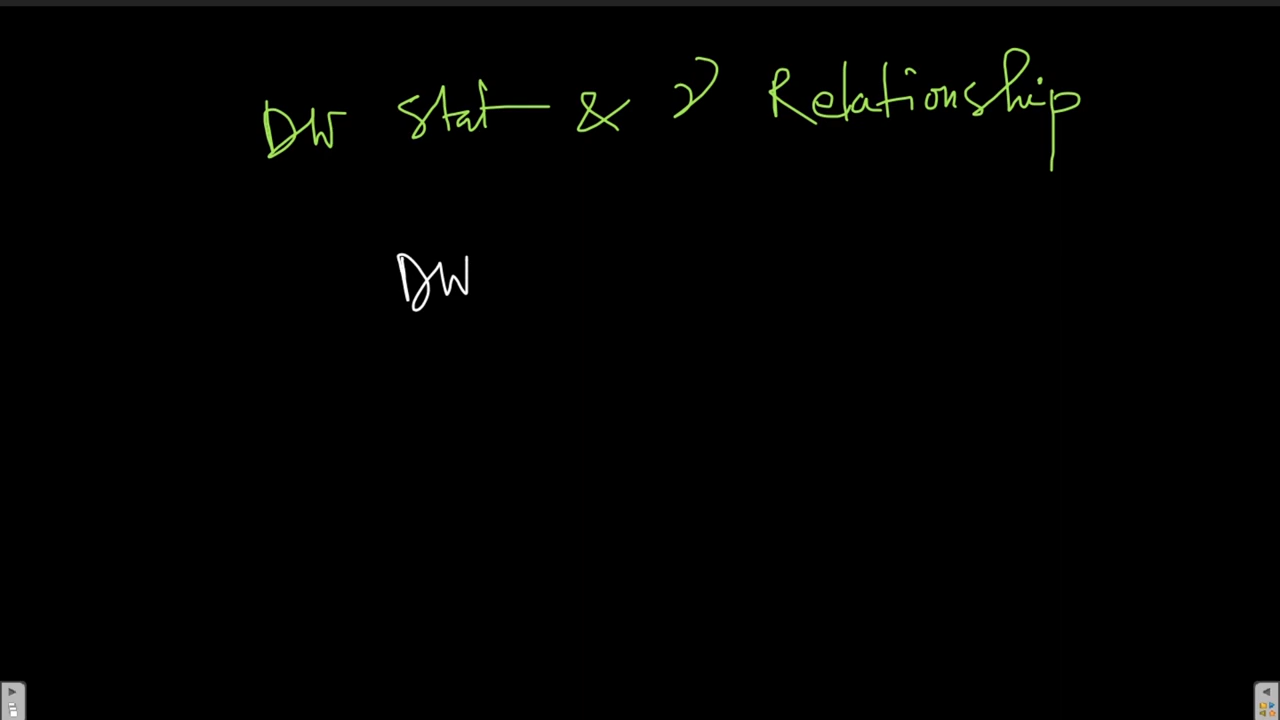 DW Stat & γ Relationship
DW